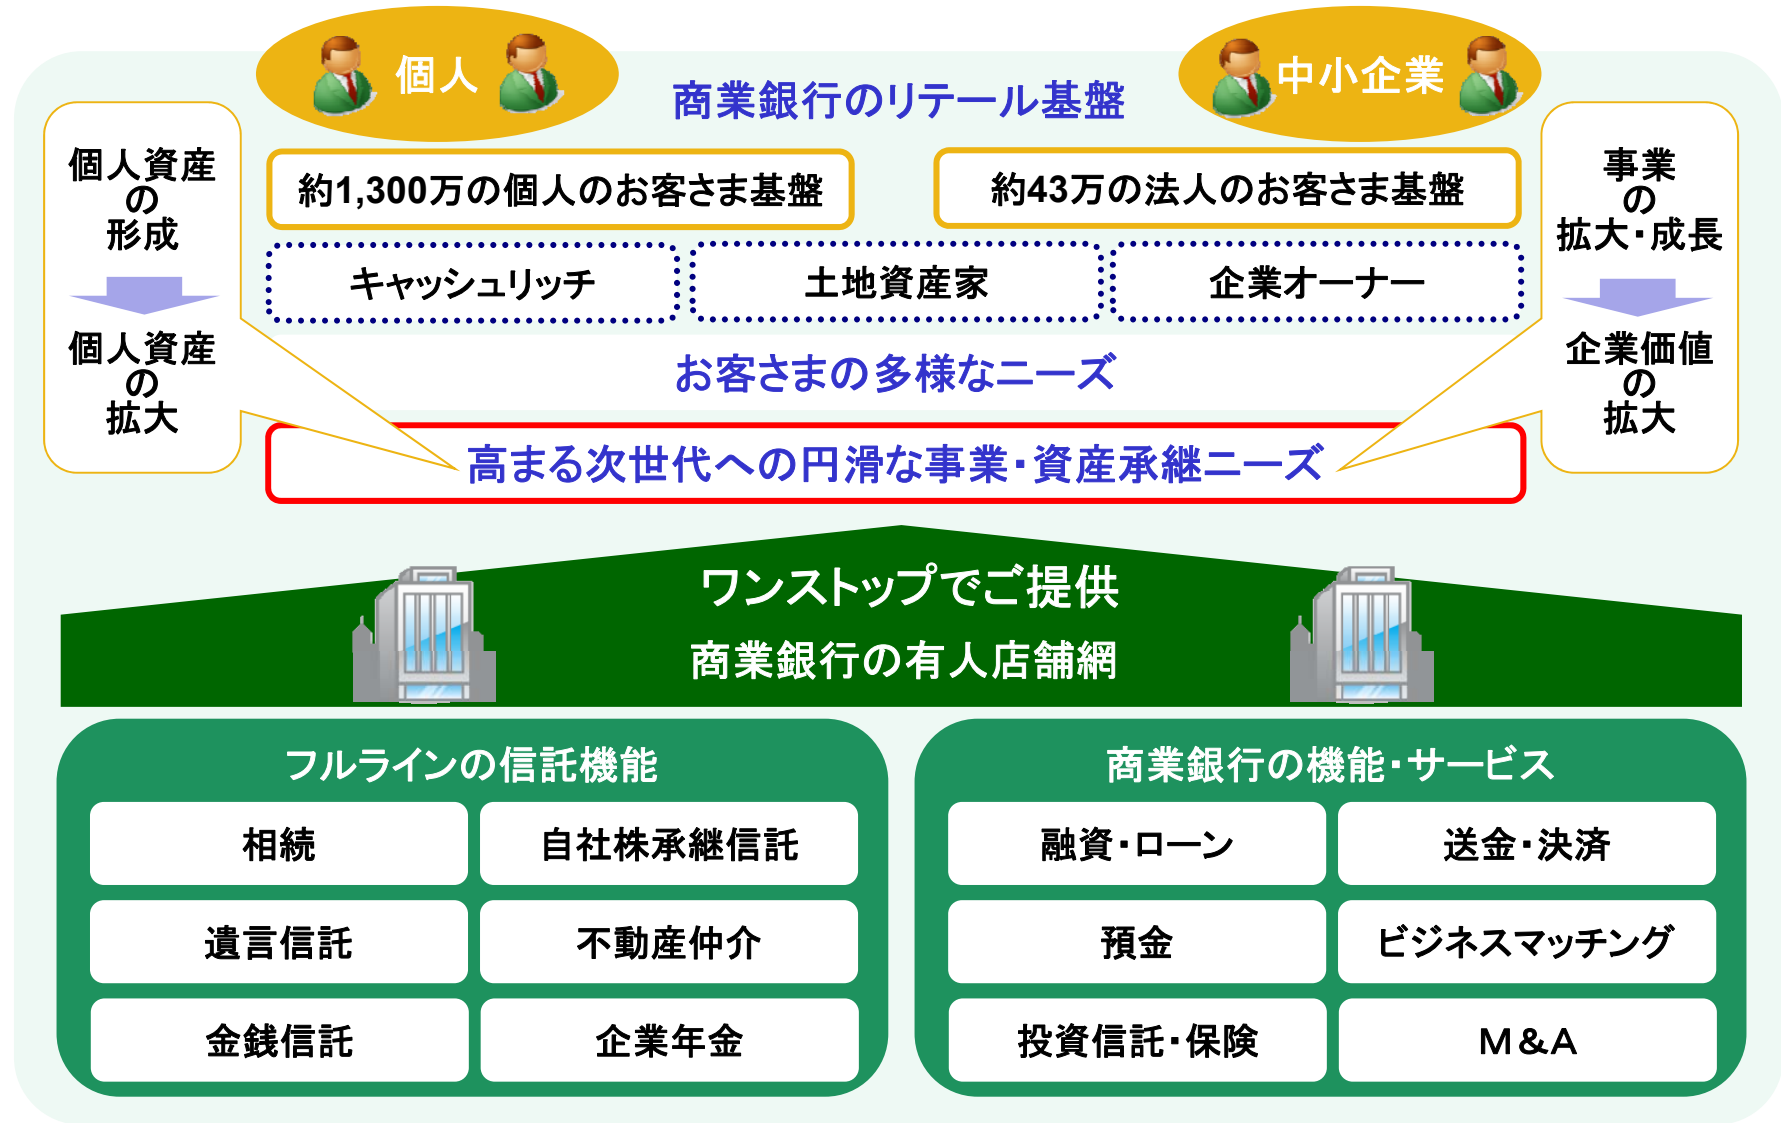 個人
商業銀行のリテール基盤
中小企業
個人資産
の
形成
個人資産
の
拡大
約1,300万の個人のお客さま基盤
約43万の法人のお客さま基盤
キャッシュリッチ
土地資産家
企業オーナー
事業
の
拡大・成長
企業価値
の
拡大
お客さまの多様なニーズ
高まる次世代への円滑な事業・資産承継ニーズ
ワンストップでご提供
商業銀行の有人店舗網
フルラインの信託機能
相続
自社株承継信託
遺言信託
不動産仲介
金銭信託
企業年金
商業銀行の機能・サービス
融資・ローン
送金・決済
預金
ビジネスマッチング
投資信託・保険
M&A